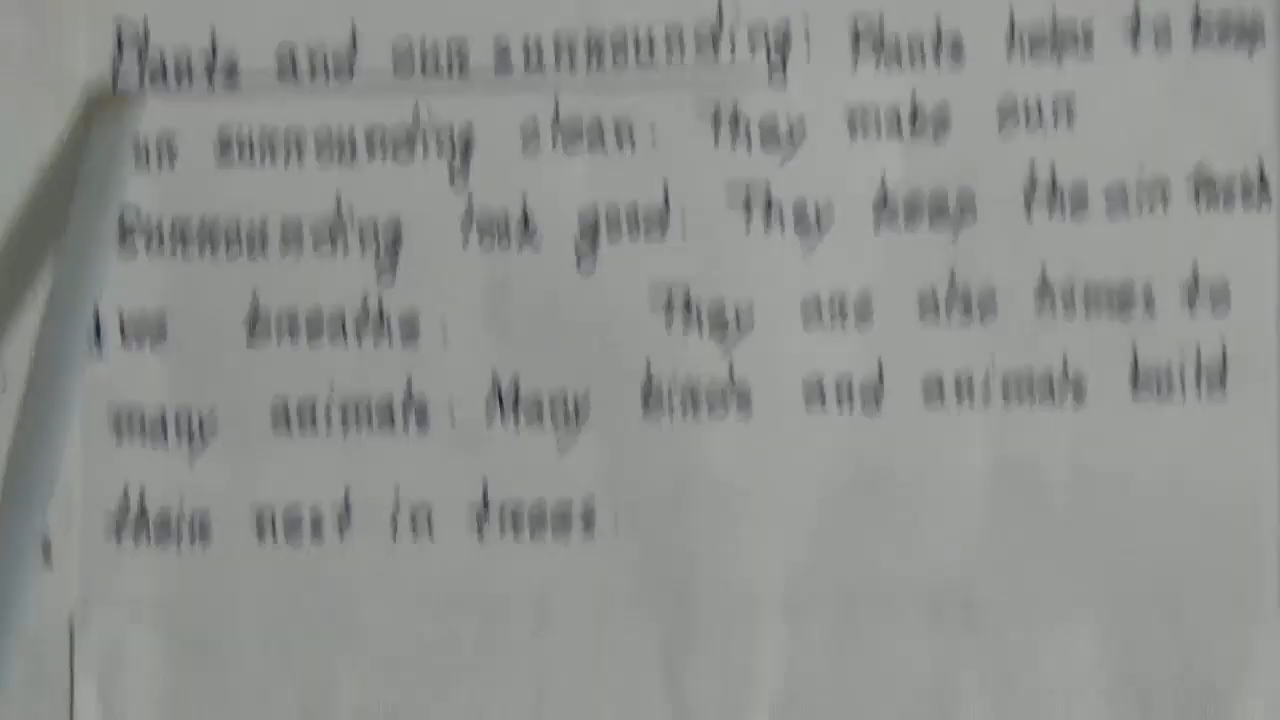 Plants and our surrounding: Plants helps to keep
our surrounding clean. They make our
surrounding look good. They keep the air fresh
we breathe. They are also homes to
many animals. Many birds and animals build
their nest in trees.